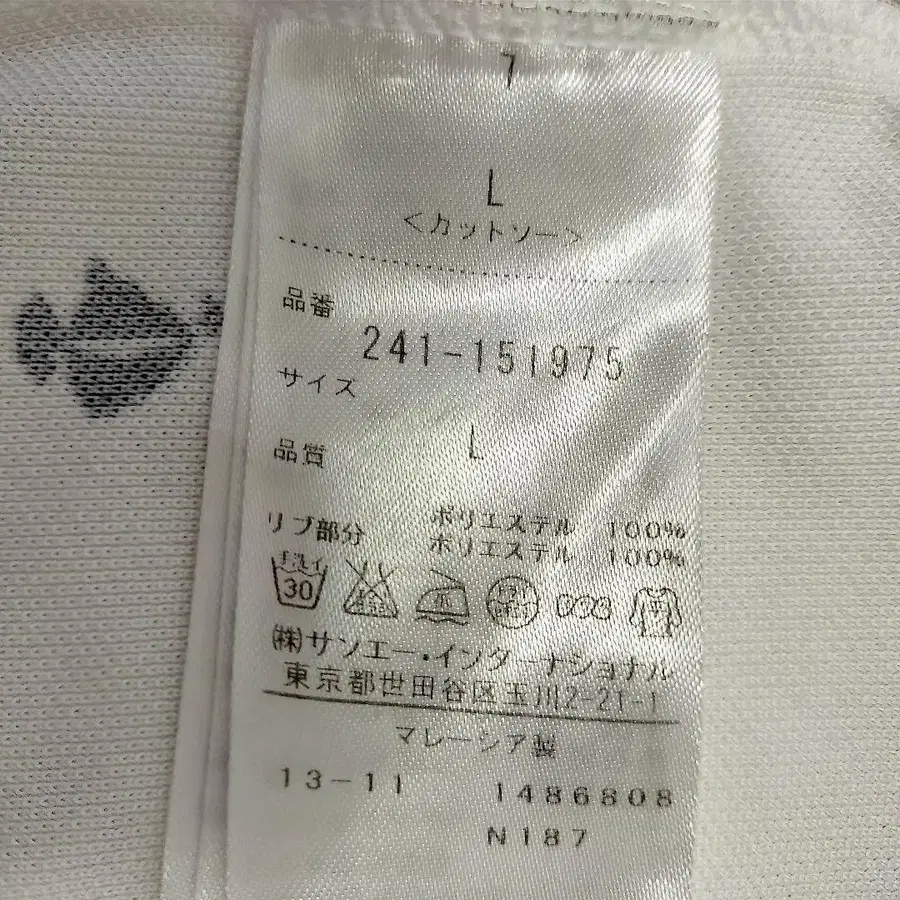 L
<カットソー>
品番
241-151975
サイズ
L
品質
ポリエステル 100%
リブ部分 ポリエステル 100%
手洗イ
30
(株)サンエー・インターナショナル
東京都世田谷区玉川2-21-1
マレーシア製
13-11 1486808
N187